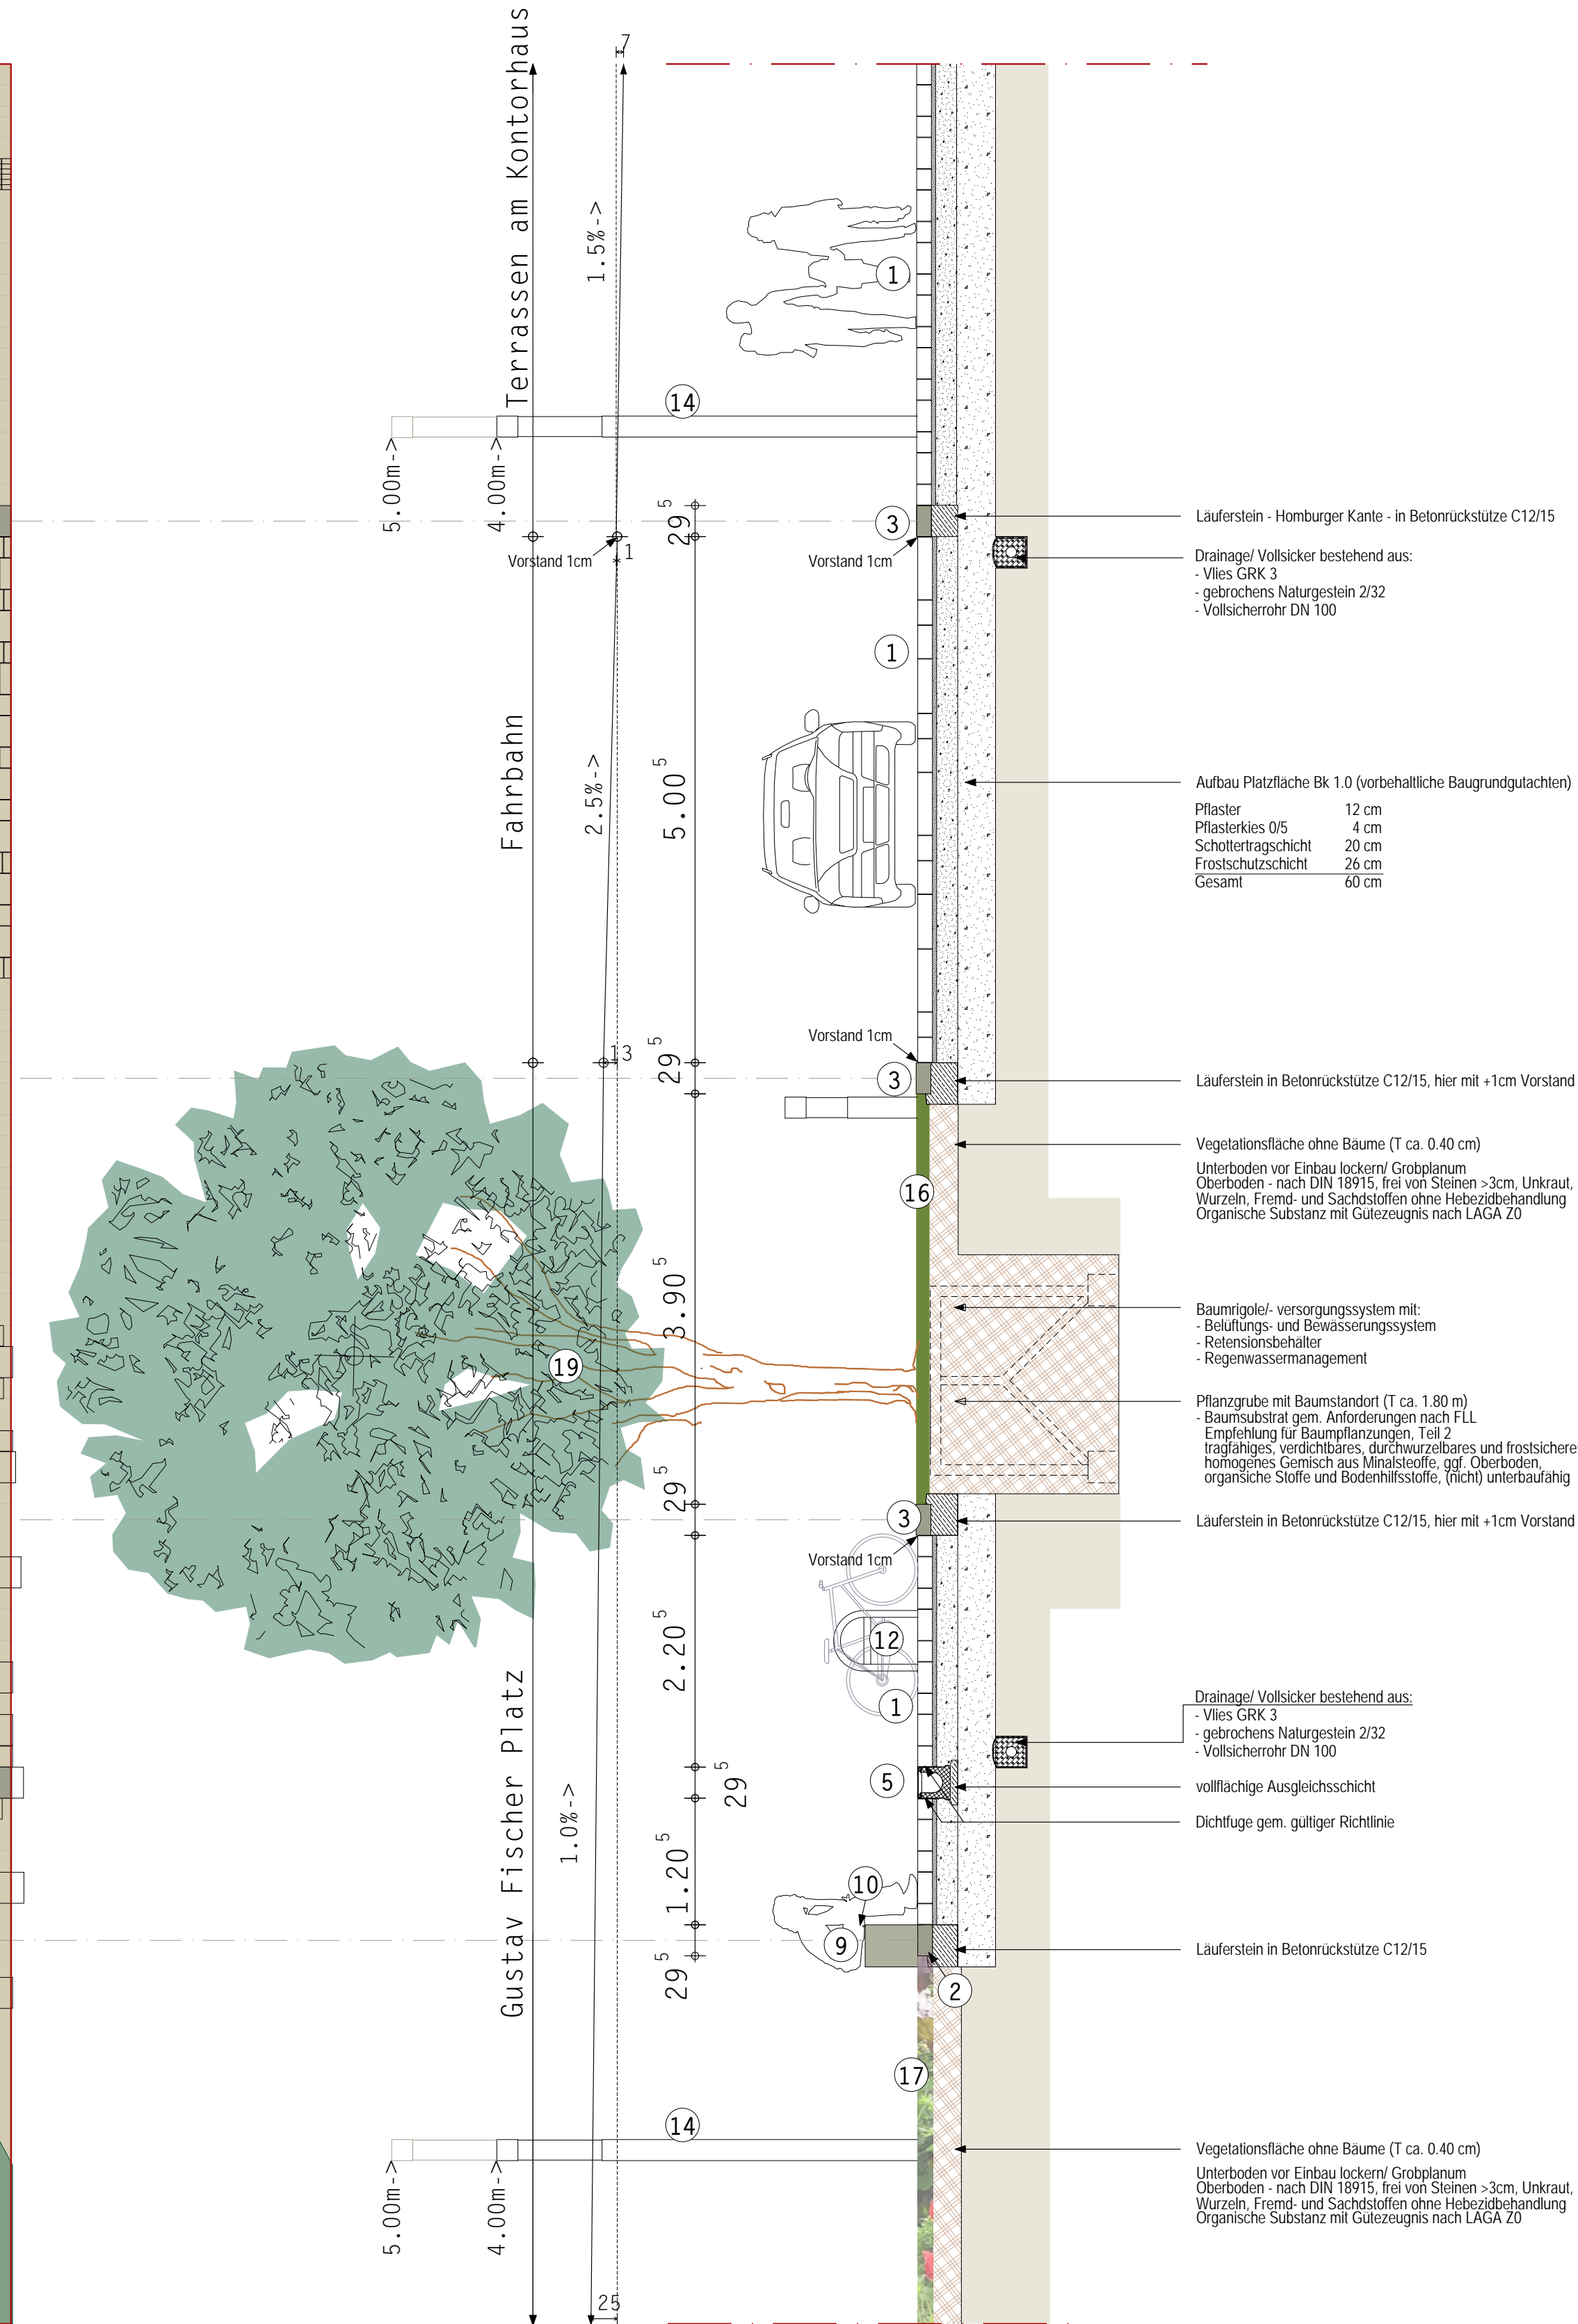 7
Terrassen am Kontorhaus
1.5%->
1
14
5.00m->
4.00m->
29 5
3
Läuferstein - Homburger Kante - in Betonrückstütze C12/15
Vorstand 1cm
1
Vorstand 1cm
Drainage/ Vollsicker bestehend aus:
- Vlies GRK 3
- gebrochens Naturgestein 2/32
- Vollsicherrohr DN 100
1
Fahrbahn
2.5%->
5.00 5
Aufbau Platzfläche Bk 1.0 (vorbehaltliche Baugrundgutachten)
Pflaster 12 cm
Pflasterkies 0/5 4 cm
Schottertragschicht 20 cm
Frostschutzschicht 26 cm
Gesamt 60 cm
Vorstand 1cm
13
29 5
3
Läuferstein in Betonrückstütze C12/15, hier mit +1cm Vorstand
Vegetationsfläche ohne Bäume (T ca. 0.40 cm)
Unterboden vor Einbau lockern/ Grobplanum
Oberboden - nach DIN 18915, frei von Steinen >3cm, Unkraut,
Wurzeln, Fremd- und Sachdstoffen ohne Hebezidbehandlung
Organische Substanz mit Gütezeugnis nach LAGA Z0
16
3.90 5
19
Baumrigole/- versorgungssystem mit:
- Belüftungs- und Bewässerungssystem
- Retensionsbehälter
- Regenwassermanagement
Pflanzgrube mit Baumstandort (T ca. 1.80 m)
- Baumsubstrat gem. Anforderungen nach FLL
Empfehlung für Baumpflanzungen, Teil 2
tragfähiges, verdichtbares, durchwurzelbares und frostsichere
homogenes Gemisch aus Minalsteoffe, ggf. Oberboden,
organsiche Stoffe und Bodenhilfsstoffe, (nicht) unterbaufähig
29 5
3
Läuferstein in Betonrückstütze C12/15, hier mit +1cm Vorstand
Vorstand 1cm
12
2.20 5
1
Gustav Fischer Platz
1.0%->
Drainage/ Vollsicker bestehend aus:
- Vlies GRK 3
- gebrochens Naturgestein 2/32
- Vollsicherrohr DN 100
29 5
5
vollflächige Ausgleichsschicht
Dichtfuge gem. gültiger Richtlinie
1.20 5
10
9
29 5
Läuferstein in Betonrückstütze C12/15
2
17
14
5.00m->
4.00m->
Vegetationsfläche ohne Bäume (T ca. 0.40 cm)
Unterboden vor Einbau lockern/ Grobplanum
Oberboden - nach DIN 18915, frei von Steinen >3cm, Unkraut,
Wurzeln, Fremd- und Sachdstoffen ohne Hebezidbehandlung
Organische Substanz mit Gütezeugnis nach LAGA Z0
25